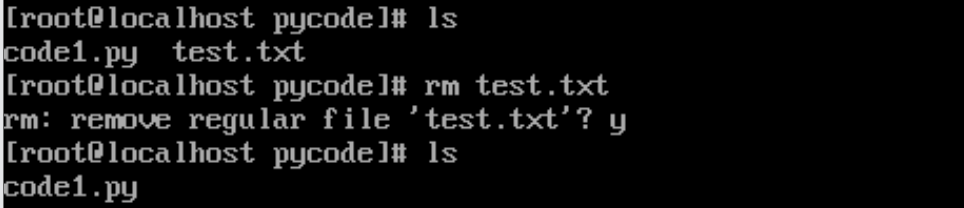 [root@localhost pycode]# ls
code1.py  test.txt
[root@localhost pycode]# rm test.txt
rm: remove regular file 'test.txt'? y
[root@localhost pycode]# ls
code1.py